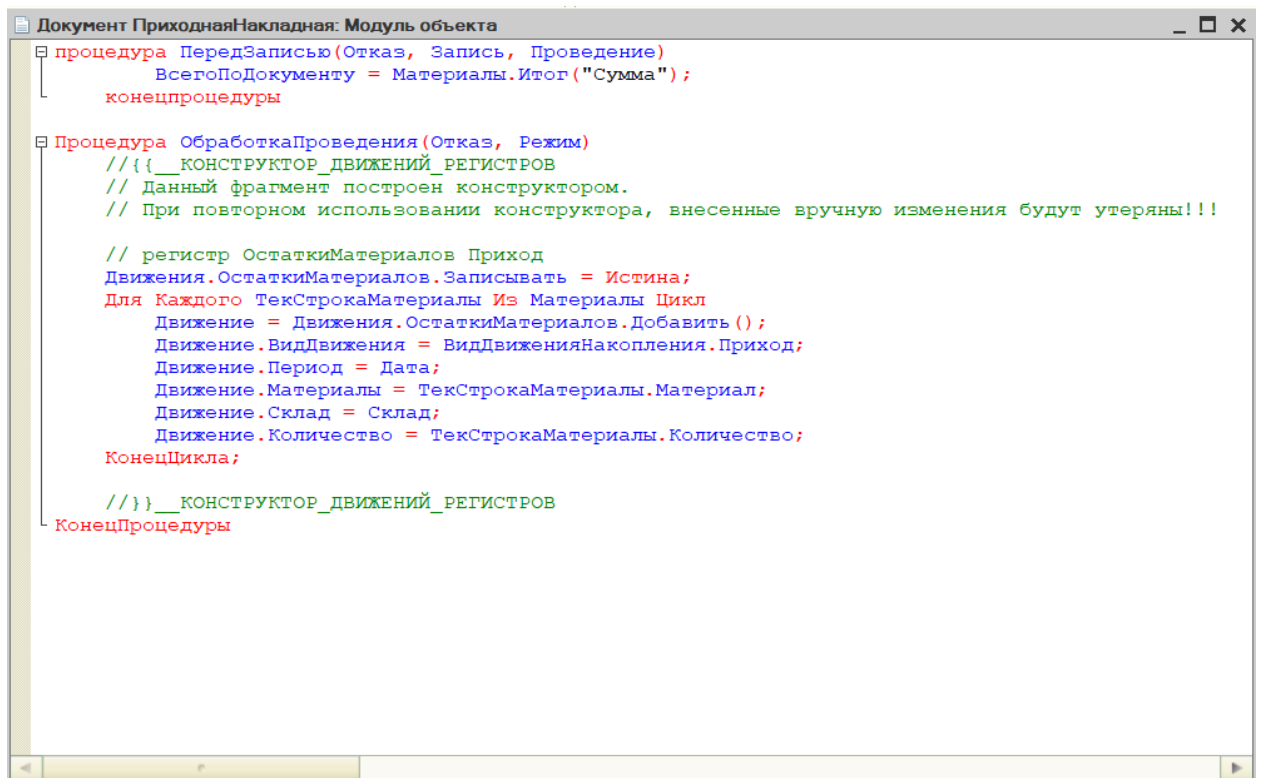 Документ ПриходнаяНакладная: Модуль объекта
процедура ПередЗаписью(Отказ, Запись, Проведение)
ВсегоПоДокументу = Материалы.Итог("Сумма");
конецпроцедуры
Процедура ОбработкаПроведения(Отказ, Режим)
//{{__КОНСТРУКТОР_ДВИЖЕНИЙ_РЕГИСТРОВ
// Данный фрагмент построен конструктором.
// При повторном использовании конструктора, внесенные вручную изменения будут утеряны!!!
// регистр ОстаткиМатериалов Приход
Движения.ОстаткиМатериалов.Записывать = Истина;
Для Каждого ТекСтрокаМатериалы Из Материалы Цикл
Движение = Движения.ОстаткиМатериалов.Добавить();
Движение.ВидДвижения = ВидДвиженияНакопления.Приход;
Движение.Период = Дата;
Движение.Материалы = ТекСтрокаМатериалы.Материал;
Движение.Склад = Склад;
Движение.Количество = ТекСтрокаМатериалы.Количество;
КонецЦикла;
//}}__КОНСТРУКТОР_ДВИЖЕНИЙ_РЕГИСТРОВ
КонецПроцедуры